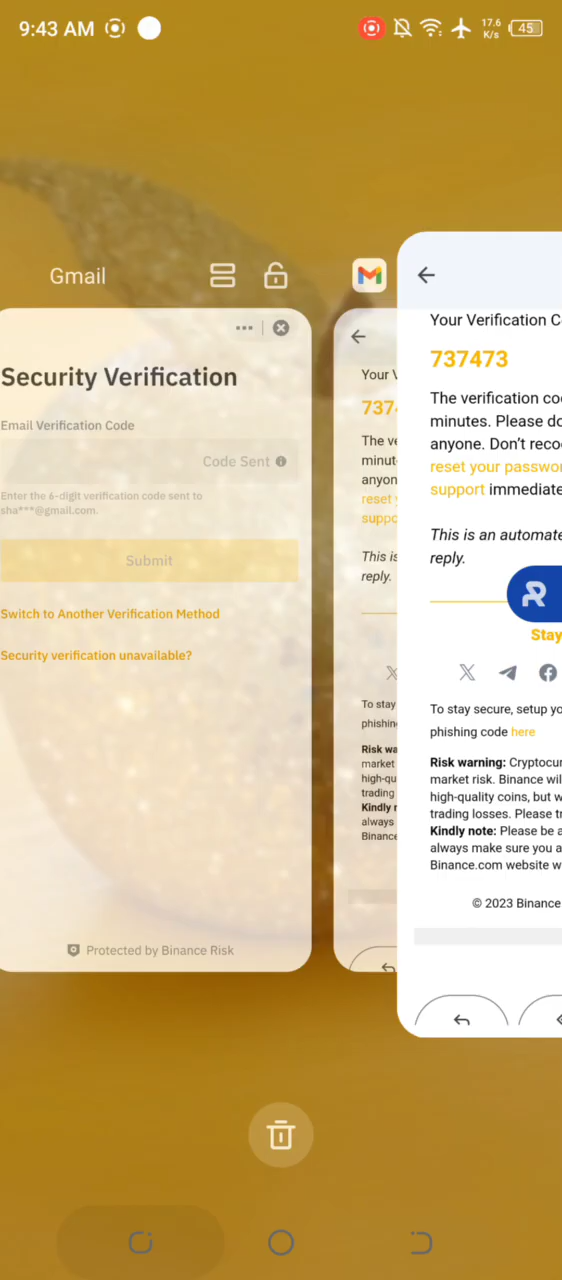 9:43 AM
17.6
K/s
45
Gmail
Security Verification
Email Verification Code
Code Sent
Enter the 6-digit verification code sent to
sha***@gmail.com.
Submit
Switch to Another Verification Method
Security verification unavailable?
Protected by Binance Risk
Your V
737
The ve
minut
anyon
reset y
suppo
This is
reply.
To stay
phishin
Risk wa
market
high-qu
trading
Kindly r
always
Binance
Your Verification C
737473
The verification co
minutes. Please do
anyone. Don't reco
reset your passwor
support immediate
This is an automate
reply.
Stay
To stay secure, setup yo
phishing code here
Risk warning: Cryptocur
market risk. Binance wil
high-quality coins, but w
trading losses. Please tr
Kindly note: Please be a
always make sure you a
Binance.com website w
© 2023 Binance